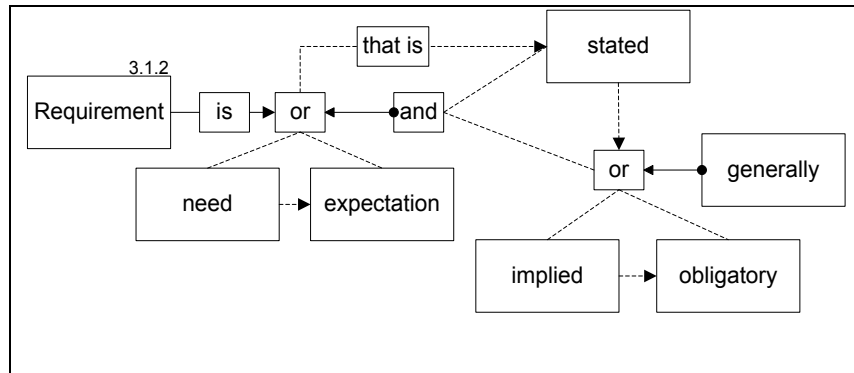 that is
stated
3.1.2
Requirement
is
or
and
or
generally
need
expectation
implied
obligatory